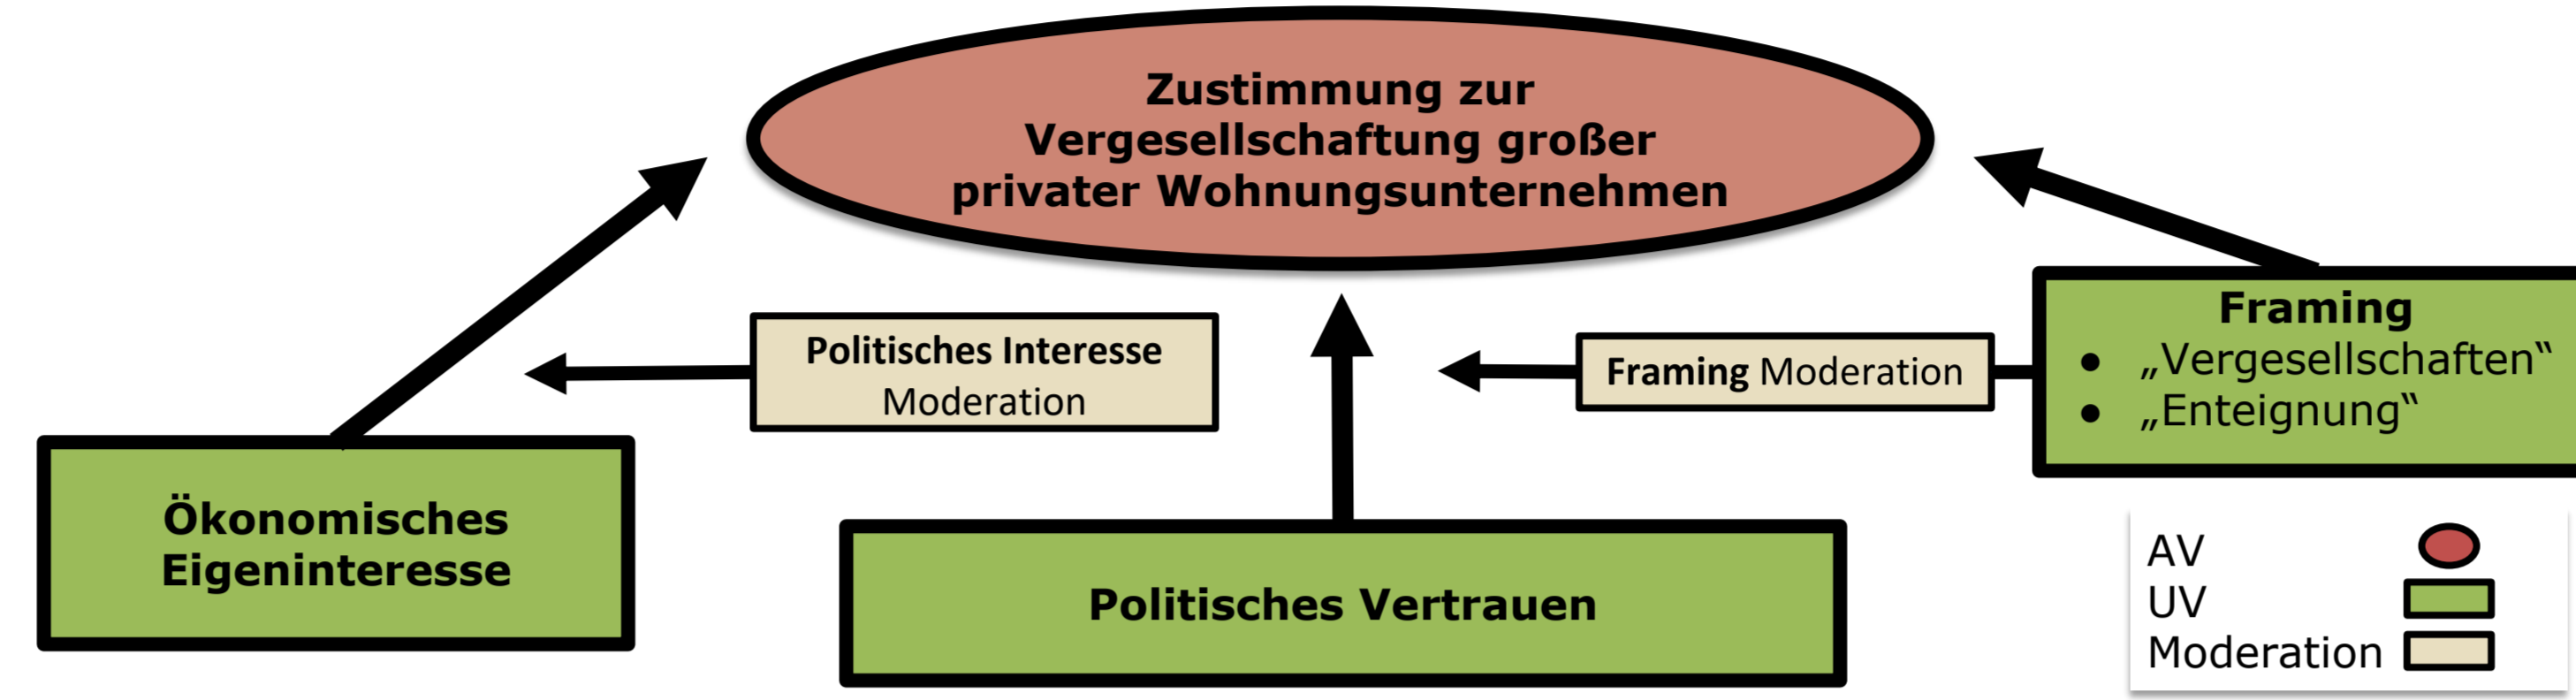 Zustimmung zur
Vergesellschaftung großer
privater Wohnungsunternehmen
Politisches Interesse
Moderation
Framing Moderation
Framing
• „Vergesellschaften“
• „Enteignung“
Ökonomisches
Eigeninteresse
Politisches Vertrauen
AV
UV
Moderation